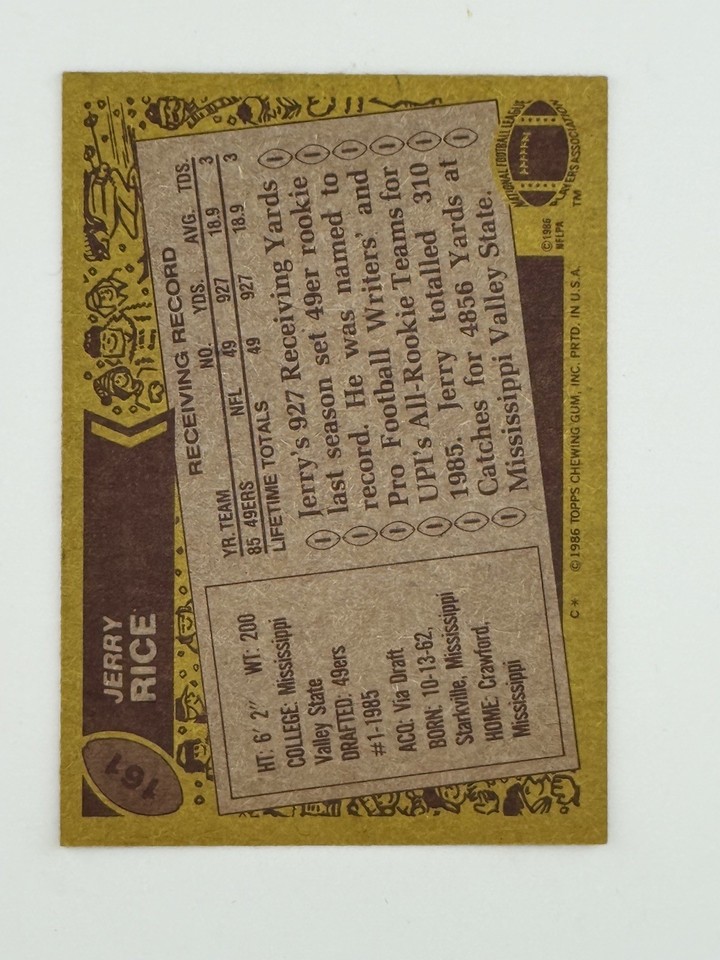 161
JERRY
RICE
HT: 6' 2" WT: 200
COLLEGE: Mississippi
Valley State
DRAFTED: 49ers
#1-1985
ACQ: Via Draft
BORN: 10-13-62,
Starkville, Mississippi
HOME: Crawford,
Mississippi
RECEIVING RECORD
YR. TEAM NO. YDS. AVG. TDS.
85 49ERS NFL 49 927 18.9 3
LIFETIME TOTALS 49 927 18.9 3
Jerry's 927 Receiving Yards
last season set 49er rookie
record. He was named to
Pro Football Writers' and
UPI's All-Rookie Teams for
1985. Jerry totalled 310
Catches for 4856 Yards at
Mississippi Valley State.
NATIONAL FOOTBALL LEAGUE
PLAYERS ASSOCIATION
TM
©1986
NFLPA
C* ©1986 TOPPS CHEWING GUM, INC. PRTD. IN U.S.A.